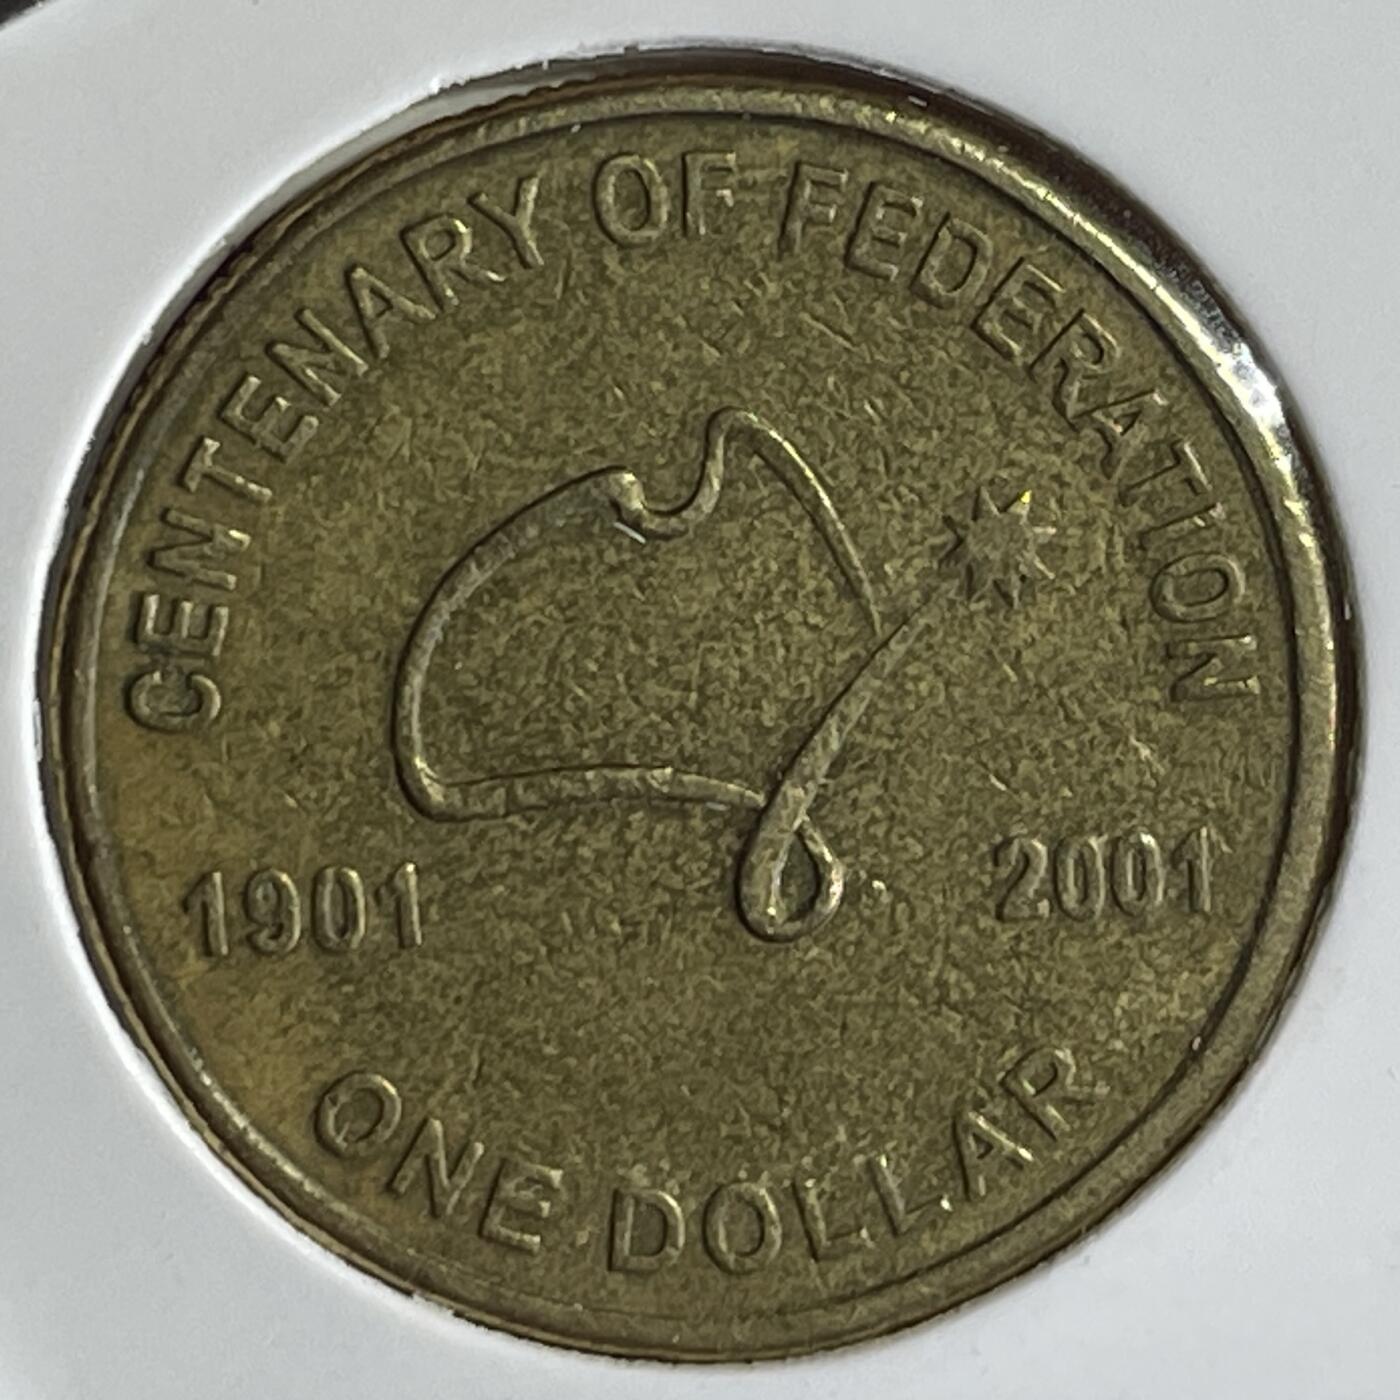 CENTENARY OF FEDERATION
1901 2001
ONE DOLLAR